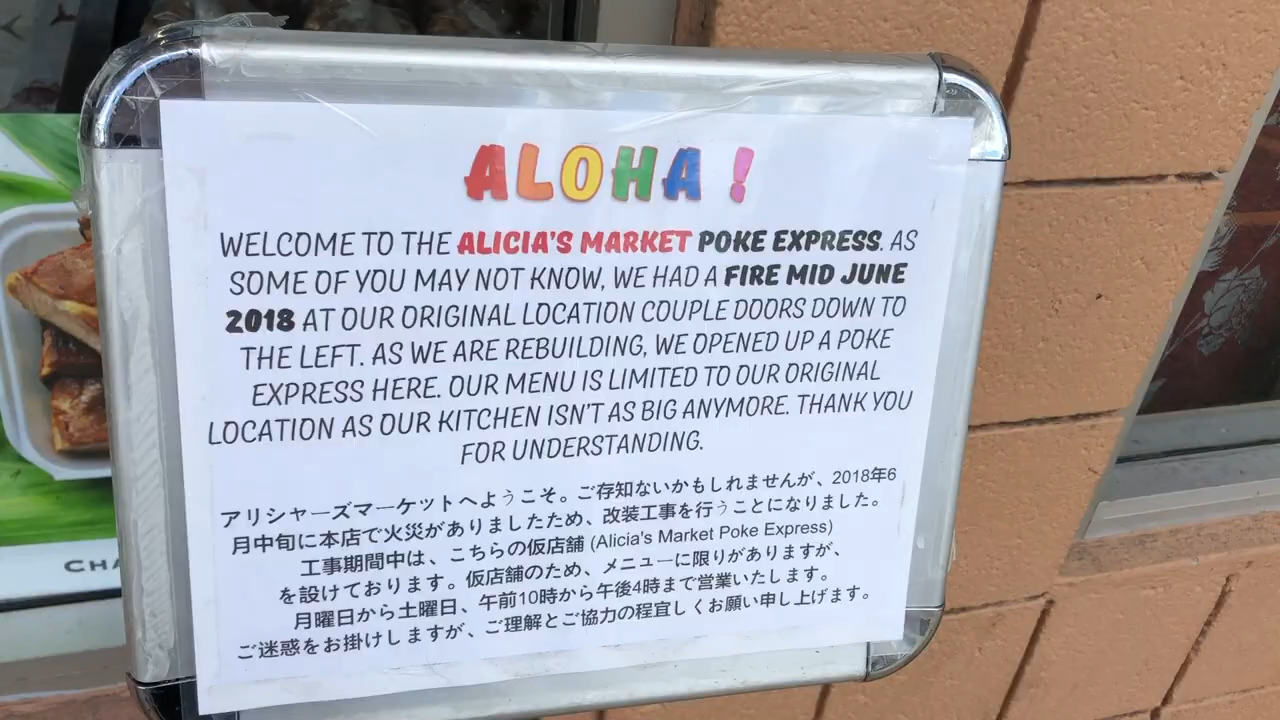 ALOHA !
WELCOME TO THE ALICIA'S MARKET POKE EXPRESS. AS
SOME OF YOU MAY NOT KNOW, WE HAD A FIRE MID JUNE
2018 AT OUR ORIGINAL LOCATION COUPLE DOORS DOWN TO
THE LEFT. AS WE ARE REBUILDING, WE OPENED UP A POKE
EXPRESS HERE. OUR MENU IS LIMITED TO OUR ORIGINAL
LOCATION AS OUR KITCHEN ISN'T AS BIG ANYMORE. THANK YOU
FOR UNDERSTANDING.
アリシャーズマーケットへようこそ。ご存知ないかもしれませんが、2018年6
月中旬に本店で火災がありましたため、改装工事を行うことになりました。
工事期間中は、こちらの仮店舗 (Alicia's Market Poke Express)
を設けております。仮店舗のため、メニューに限りがありますが、
月曜日から土曜日、午前10時から午後4時まで営業いたします。
ご迷惑をお掛けしますが、ご理解とご協力の程宜しくお願い申し上げます。